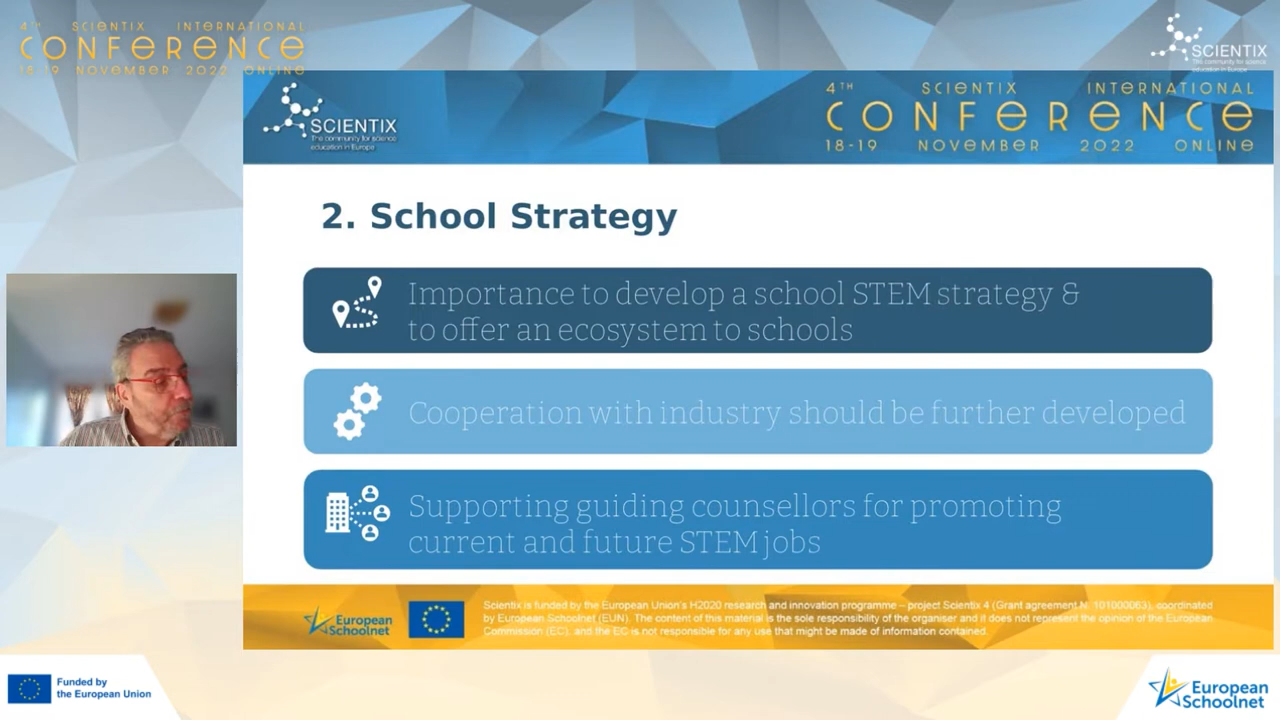 4TH SCIENTIX INTERNATIONAL
CONFERENCE
18-19 NOVEMBER 2022 ONLINE
SCIENTIX
The community for science
education in Europe
SCIENTIX
The community for science
education in Europe
4TH SCIENTIX INTERNATIONAL
CONFERENCE
18-19 NOVEMBER 2022 ONLINE
2. School Strategy
Importance to develop a school STEM strategy &
to offer an ecosystem to schools
Cooperation with industry should be further developed
Supporting guiding counsellors for promoting
current and future STEM jobs
European
Schoolnet
Scientix is funded by the European Union's H2020 research and innovation programme – project Scientix 4 (Grant agreement N. 101000063), coordinated
by European Schoolnet (EUN). The content of this material is the sole responsibility of the organiser and it does not represent the opinion of the European
Commission (EC), and the EC is not responsible for any use that might be made of information contained.
Funded by
the European Union
European
Schoolnet